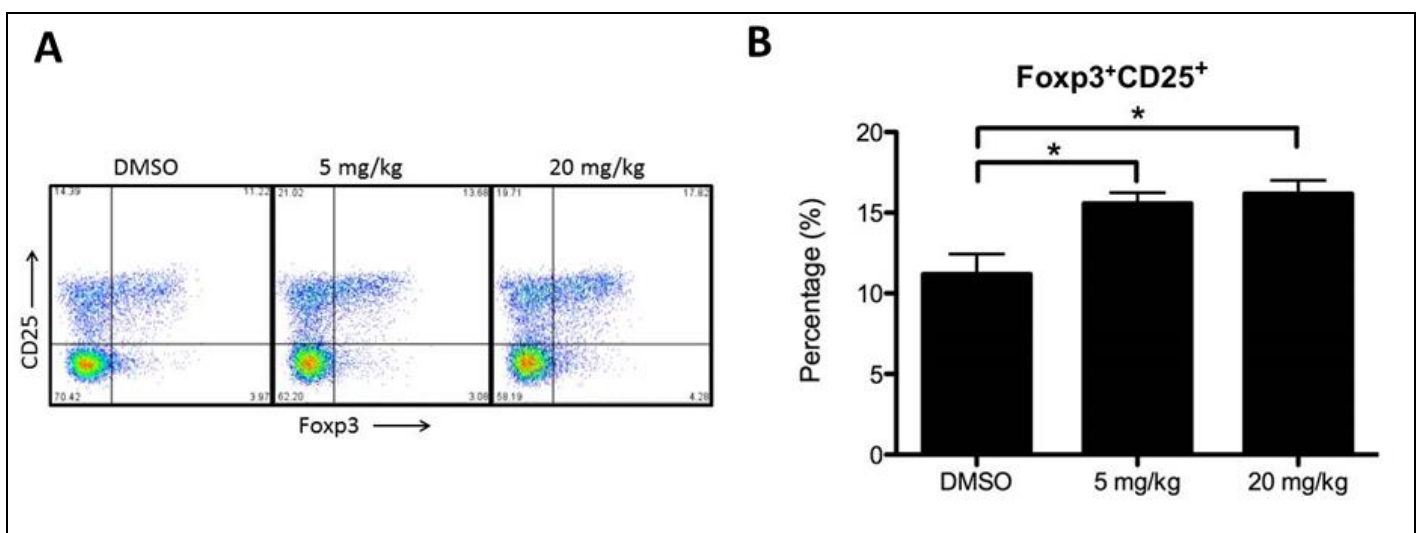 A
DMSO
5 mg/kg
20 mg/kg
14.39
11.22
21.02
13.68
19.71
17.82
CD25
70.42
3.97
62.20
3.08
58.19
4.28
Foxp3
B
Foxp3⁺CD25⁺
*
*
Percentage (%)
20
15
10
5
0
DMSO
5 mg/kg
20 mg/kg